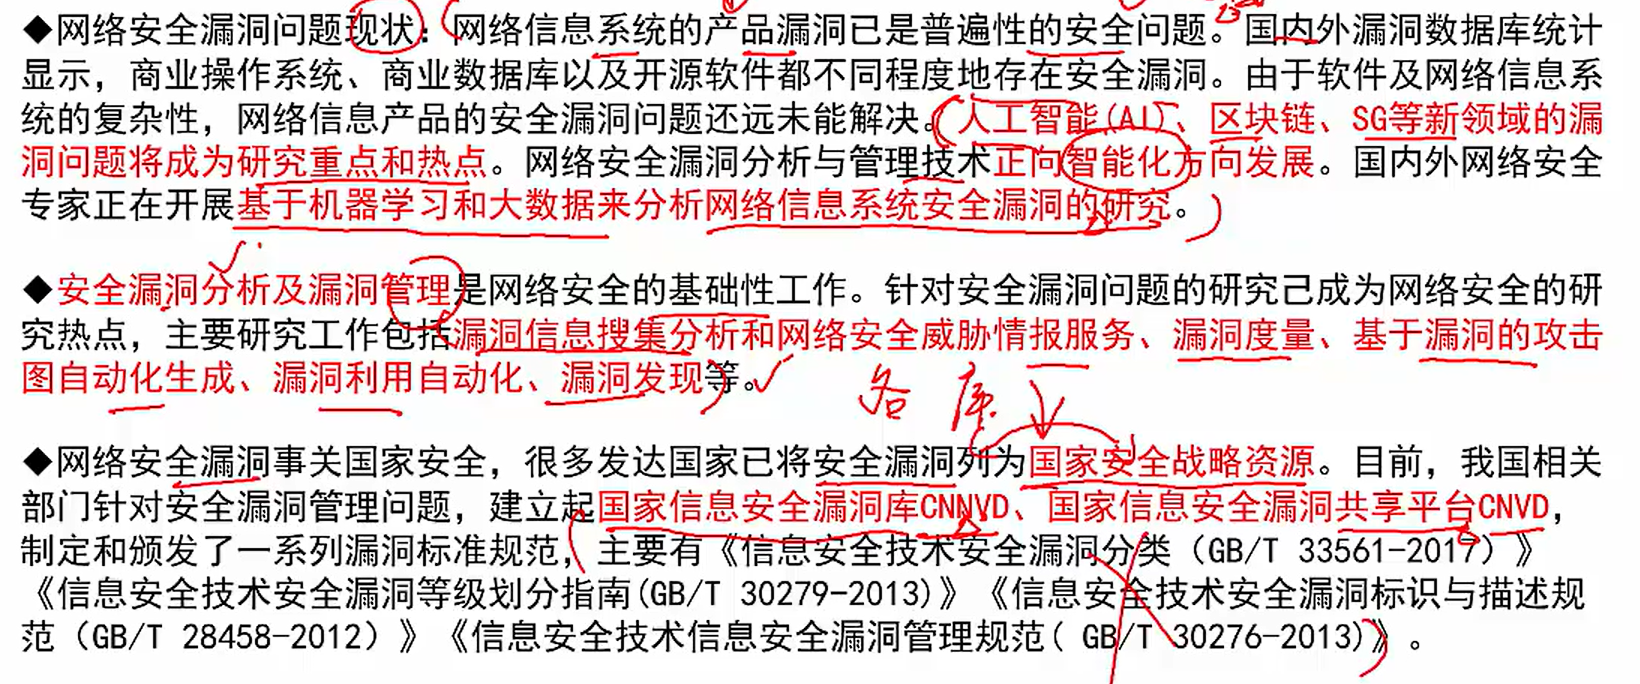 ◆网络安全漏洞问题现状：网络信息系统的产品漏洞已是普遍性的安全问题。国内外漏洞数据库统计
显示，商业操作系统、商业数据库以及开源软件都不同程度地存在安全漏洞。由于软件及网络信息系
统的复杂性，网络信息产品的安全漏洞问题还远未能解决。人工智能(AI)、区块链、SG等新领域的漏
洞问题将成为研究重点和热点。网络安全漏洞分析与管理技术正向智能化方向发展。国内外网络安全
专家正在开展基于机器学习和大数据来分析网络信息系统安全漏洞的研究。
◆安全漏洞分析及漏洞管理是网络安全的基础性工作。针对安全漏洞问题的研究己成为网络安全的研
究热点，主要研究工作包括漏洞信息搜集分析和网络安全威胁情报服务、漏洞度量、基于漏洞的攻击
图自动化生成、漏洞利用自动化、漏洞发现等。
各 库
◆网络安全漏洞事关国家安全，很多发达国家已将安全漏洞列为国家安全战略资源。目前，我国相关
部门针对安全漏洞管理问题，建立起国家信息安全漏洞库CNNVD、国家信息安全漏洞共享平台CNVD，
制定和颁发了一系列漏洞标准规范，主要有《信息安全技术安全漏洞分类（GB/T 33561-2017）》
《信息安全技术安全漏洞等级划分指南(GB/T 30279-2013)》《信息安全技术安全漏洞标识与描述规
范（GB/T 28458-2012）》《信息安全技术信息安全漏洞管理规范( GB/T 30276-2013)》。